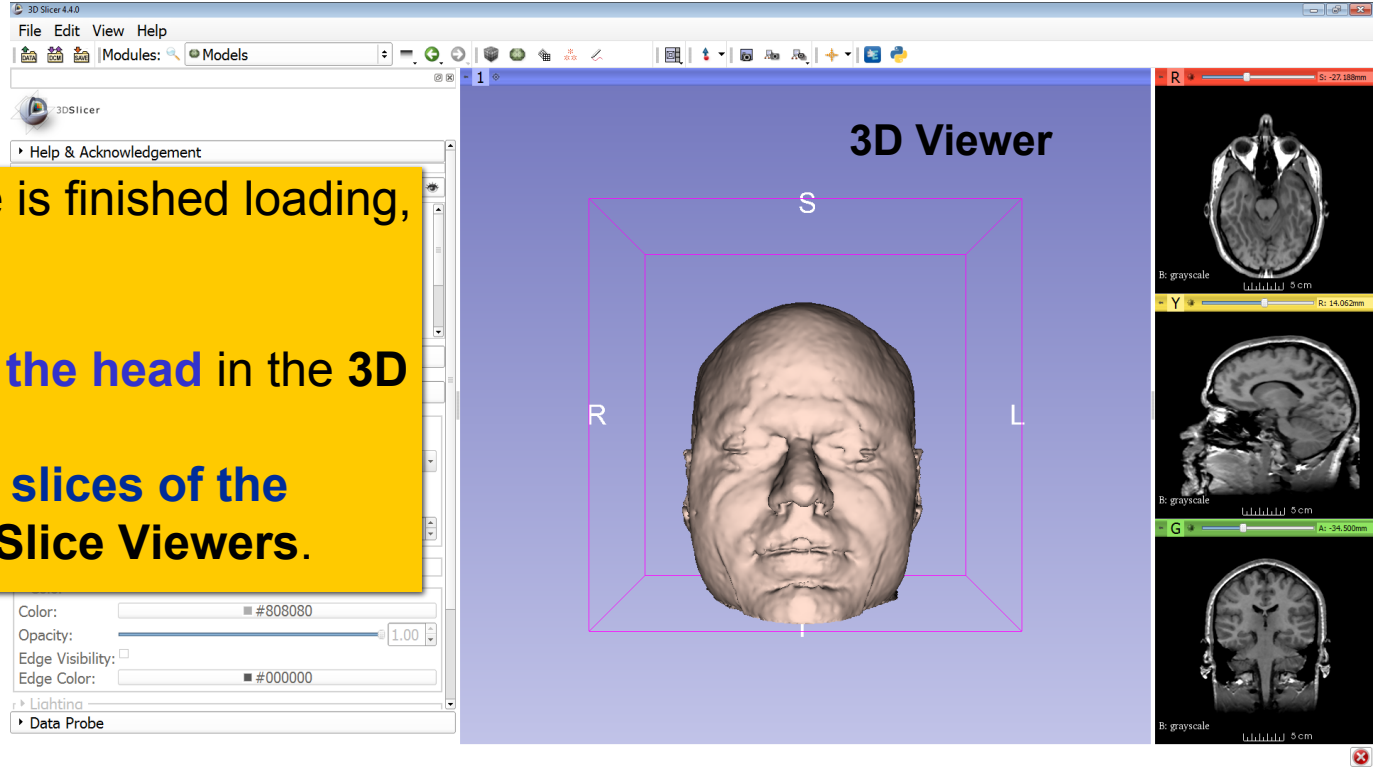 3D Slicer 4.4.0
File Edit View Help
DATA DCM SAVE Modules: Models
3DSlicer
Help & Acknowledgement
e is finished loading,
the head in the 3D
slices of the
Slice Viewers.
Color:
#808080
Opacity:
1.00
Edge Visibility:
Edge Color:
#000000
Lighting
Data Probe
1
3D Viewer
S
R
L
I
R
S: -27.188mm
B: grayscale
5 cm
Y
R: 14.062mm
B: grayscale
5 cm
G
A: -34.500mm
B: grayscale
5 cm